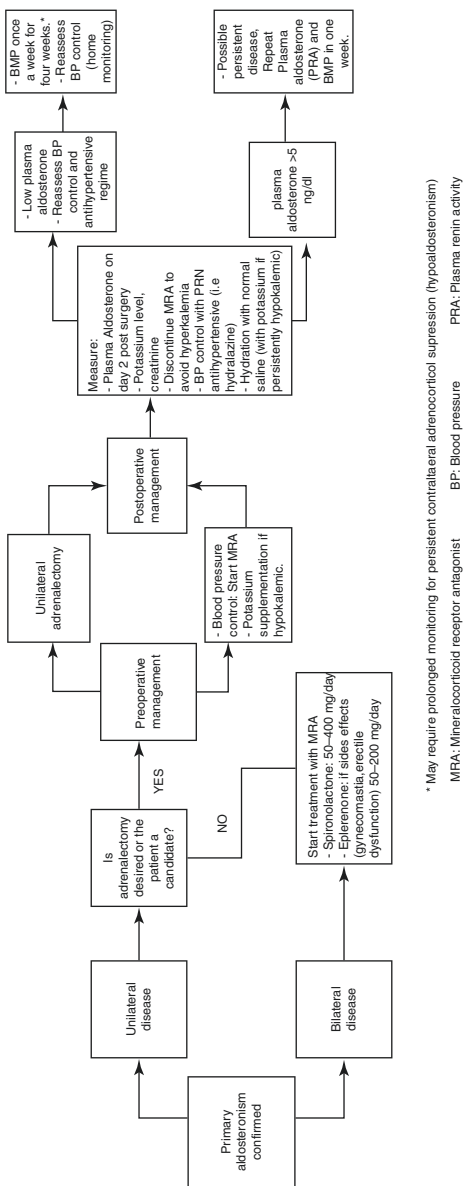 Primary
aldosteronism
confirmed
Unilateral
disease
Bilateral
disease
Is
adrenalectomy
desired or the
patient a
candidate?
YES
NO
Start treatment with MRA
- Spironolactone: 50–400 mg/day
- Eplerenone: if sides effects
(gynecomastia,erectile
dysfunction) 50–200 mg/day
Preoperative
management
Unilateral
adrenalectomy
- Blood pressure
control: Start MRA
- Potassium
supplementation if
hypokalemic.
Postoperative
management
Measure:
- Plasma Aldosterone on
day 2 post surgery
- Potassium level,
creatinine
- Discontinue MRA to
avoid hyperkalemia
- BP control with PRN
antihypertensive (i.e
hydralazine)
- Hydration with normal
saline (with potassium if
persistently hypokalemic)
- Low plasma
aldosterone
- Reassess BP
control and
antihypertensive
regime
- BMP once
a week for
four weeks.*
- Reassess
BP control
(home
monitoring)
plasma
aldosterone >5
ng/dl
- Possible
persistent
disease,
Repeat
Plasma
aldosterone
(PRA) and
BMP in one
week.
* May require prolonged monitoring for persistent contraltaeral adrenocorticol supression (hypoaldosteronism)
MRA: Mineralocorticoid receptor antagonist BP: Blood pressure PRA: Plasma renin activity